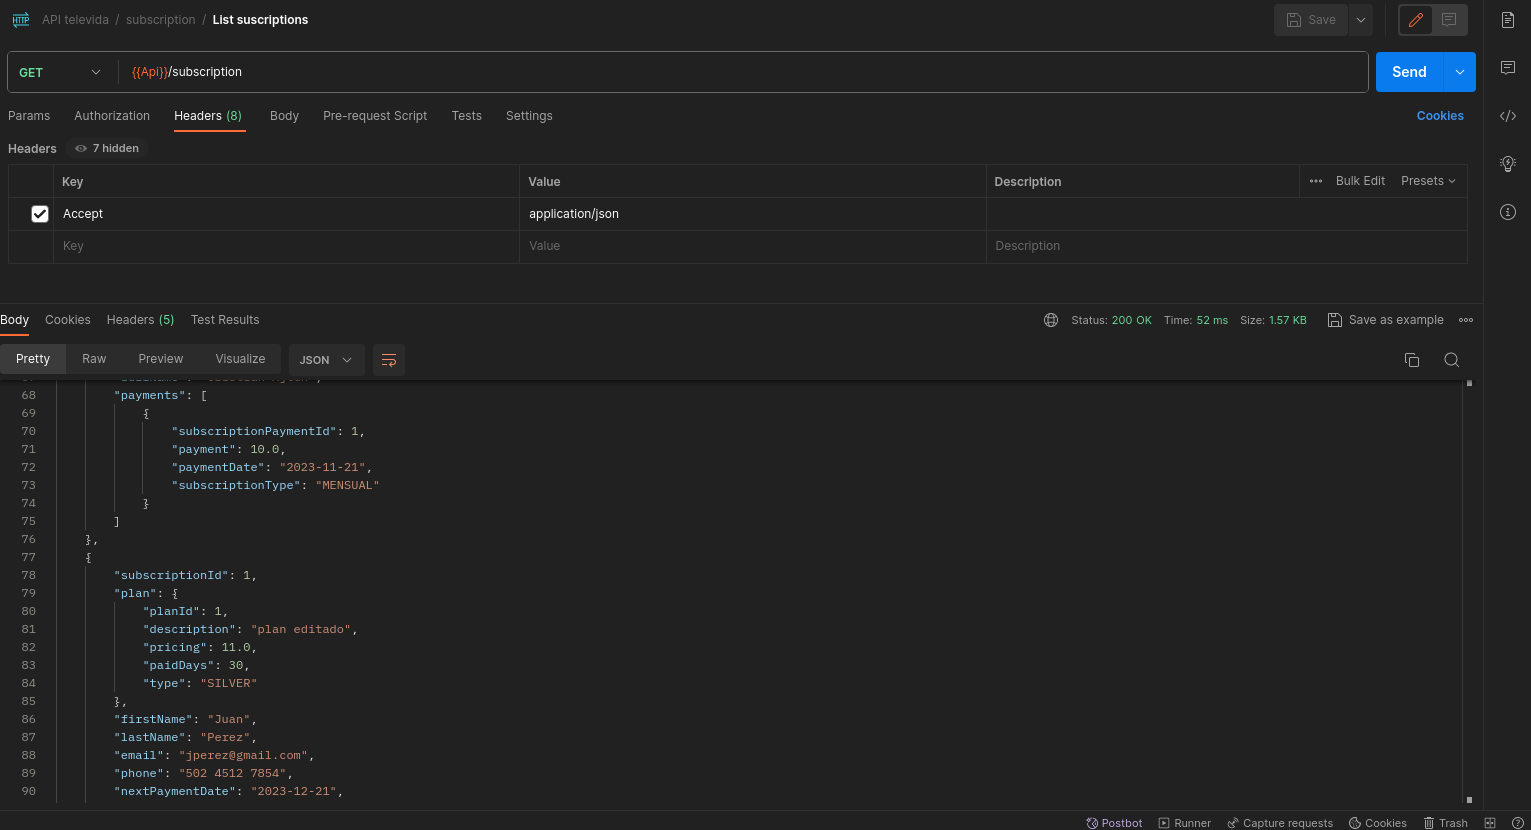 HTTP API televida / subscription / List suscriptions Save
GET {{Api}}/subscription Send
Params Authorization Headers (8) Body Pre-request Script Tests Settings Cookies
Headers 7 hidden
Key Value Description ••• Bulk Edit Presets
Accept application/json
Key Value Description
Body Cookies Headers (5) Test Results Status: 200 OK Time: 52 ms Size: 1.57 KB Save as example
Pretty Raw Preview Visualize JSON
68 "payments": [
69 {
70 "subscriptionPaymentId": 1,
71 "payment": 10.0,
72 "paymentDate": "2023-11-21",
73 "subscriptionType": "MENSUAL"
74 }
75 ]
76 },
77 {
78 "subscriptionId": 1,
79 "plan": {
80 "planId": 1,
81 "description": "plan editado",
82 "pricing": 11.0,
83 "paidDays": 30,
84 "type": "SILVER"
85 },
86 "firstName": "Juan",
87 "lastName": "Perez",
88 "email": "jperez@gmail.com",
89 "phone": "502 4512 7854",
90 "nextPaymentDate": "2023-12-21",
Postbot Runner Capture requests Cookies Trash